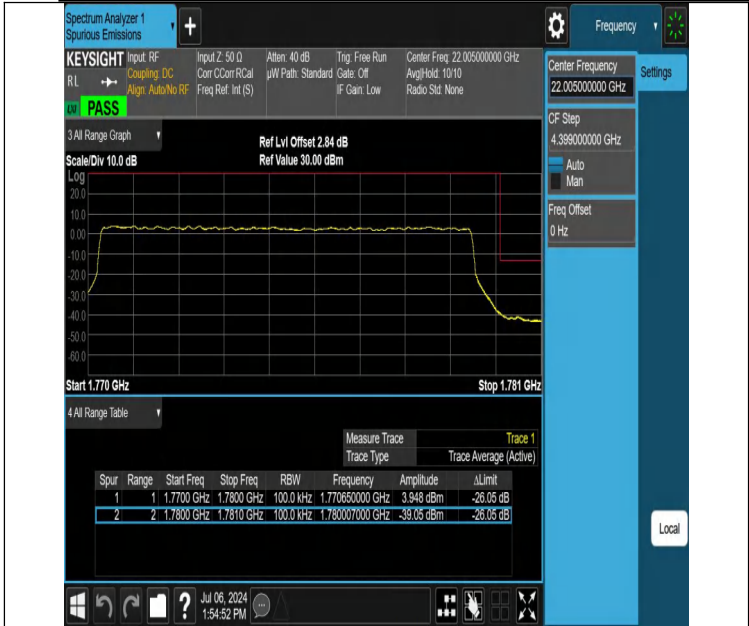 Spectrum Analyzer 1
Spurious Emissions
+
Frequency
KEYSIGHT
RL
PASS
Input: RF
Coupling: DC
Align: Auto/No RF
Input Z: 50 Ω
Corr CCorr RCal
Freq Ref: Int (S)
Atten: 40 dB
µW Path: Standard
Trig: Free Run
Gate: Off
IF Gain: Low
Center Freq: 22.005000000 GHz
Avg|Hold: 10/10
Radio Std: None
Center Frequency
22.005000000 GHz
Settings
CF Step
4.399000000 GHz
Auto
Man
Freq Offset
0 Hz
3 All Range Graph
Scale/Div 10.0 dB
Ref Lvl Offset 2.84 dB
Ref Value 30.00 dBm
Log
20.0
10.0
0.00
-10.0
-20.0
-30.0
-40.0
-50.0
-60.0
Start 1.770 GHz
Stop 1.781 GHz
4 All Range Table
Measure Trace Trace 1
Trace Type Trace Average (Active)
Spur Range Start Freq Stop Freq RBW Frequency Amplitude ΔLimit
1 1 1.7700 GHz 1.7800 GHz 100.0 kHz 1.770650000 GHz 3.948 dBm -26.05 dB
2 2 1.7800 GHz 1.7810 GHz 100.0 kHz 1.780007000 GHz -39.05 dBm -26.05 dB
Local
?
Jul 06, 2024
1:54:52 PM